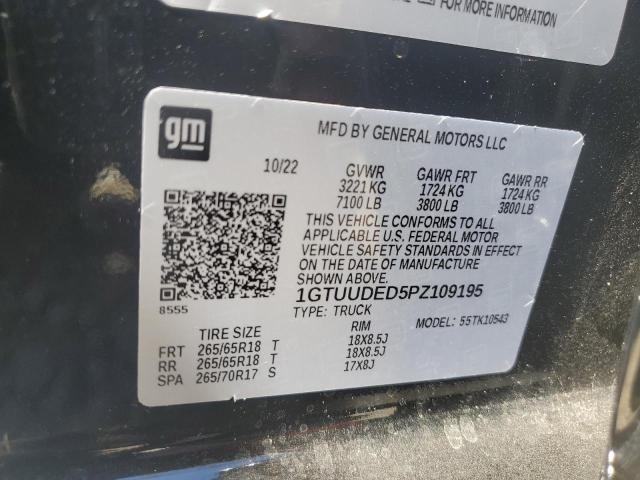 FOR MORE INFORMATION
gm
MFD BY GENERAL MOTORS LLC
10/22 GVWR GAWR FRT GAWR RR
3221 KG 1724 KG 1724 KG
7100 LB 3800 LB 3800 LB
THIS VEHICLE CONFORMS TO ALL
APPLICABLE U.S. FEDERAL MOTOR
VEHICLE SAFETY STANDARDS IN EFFECT
ON THE DATE OF MANUFACTURE
SHOWN ABOVE.
1GTUUDED5PZ109195
8555
TYPE: TRUCK MODEL: 55TK10543
TIRE SIZE RIM
FRT 265/65R18 T 18X8.5J
RR 265/65R18 T 18X8.5J
SPA 265/70R17 S 17X8J